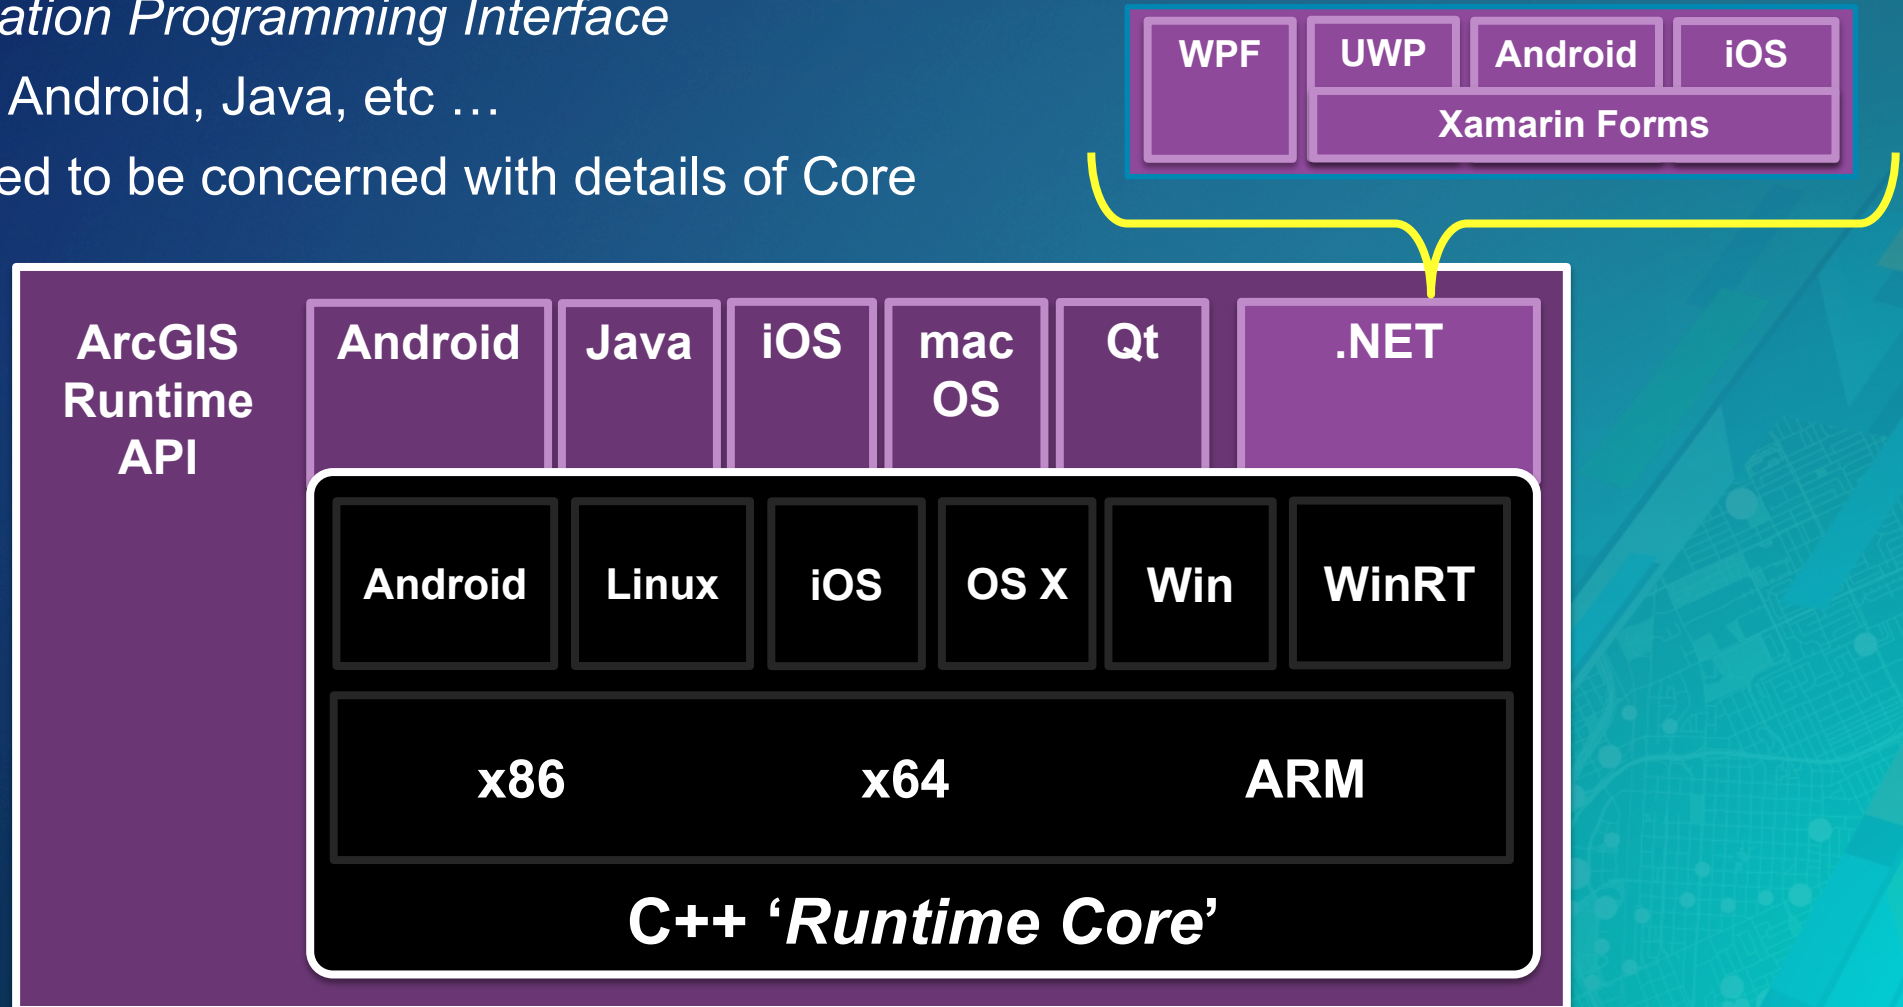 ation Programming Interface
Android, Java, etc …
ed to be concerned with details of Core
WPF
UWP
Android
iOS
Xamarin Forms
ArcGIS
Runtime
API
Android
Java
iOS
mac
OS
Qt
.NET
Android
Linux
iOS
OS X
Win
WinRT
x86
x64
ARM
C++ ‘Runtime Core’